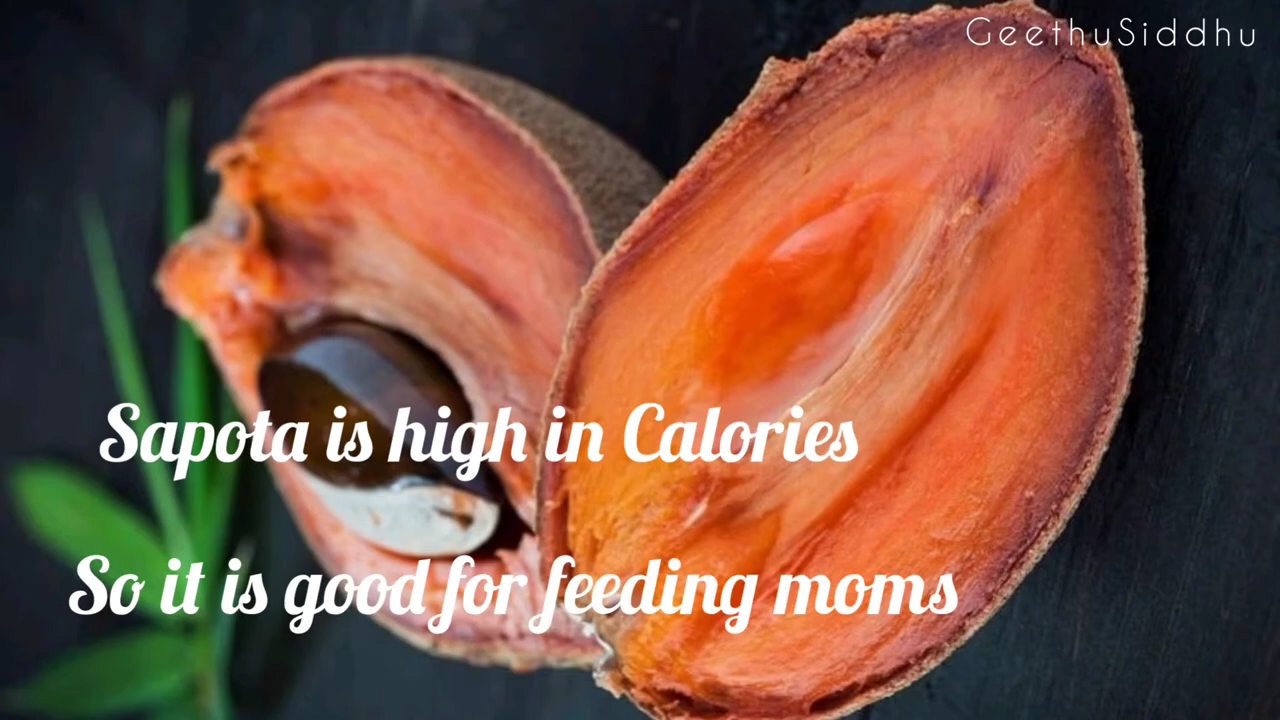 GeethuSiddhu
Sapota is high in Calories
So it is good for feeding moms